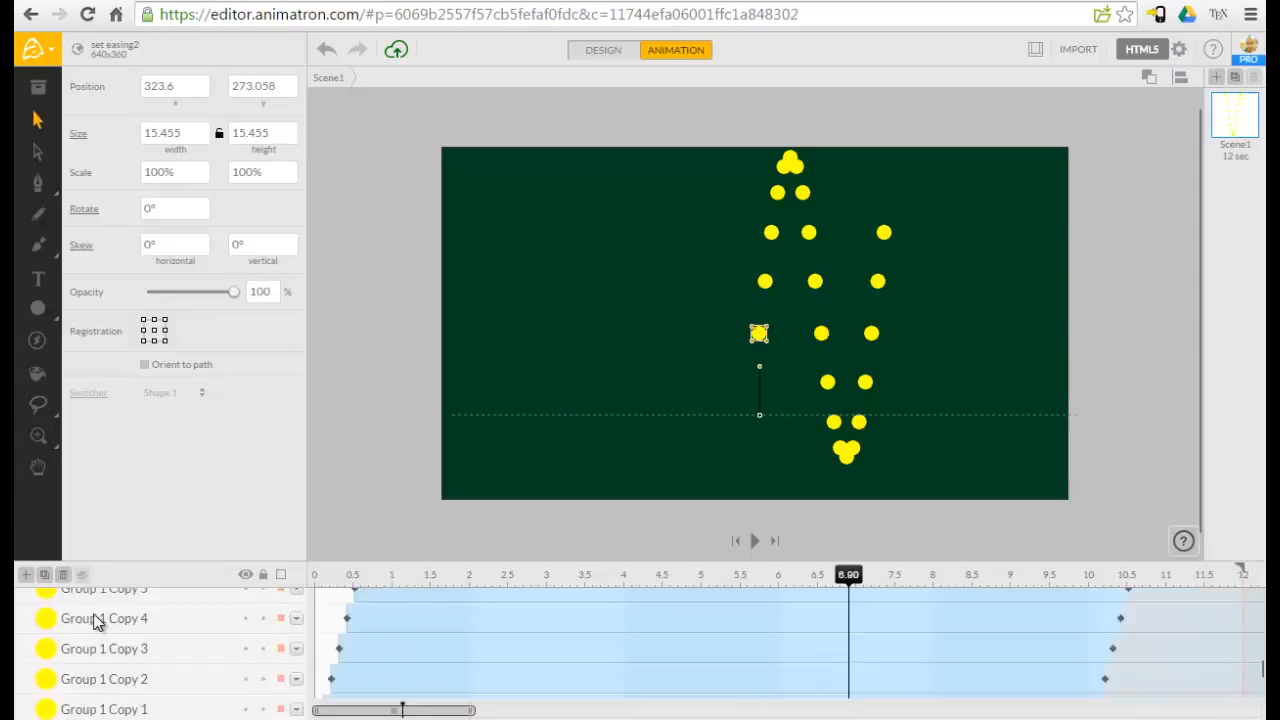 https://editor.animatron.com/#p=6069b2557f57cb5fefaf0fdc&c=11744efa06001ffc1a848302
TEX
set easing2
640x360
DESIGN ANIMATION
IMPORT HTML5 ?
PRO
Position 323.6 273.058
x y
Scene1
Size 15.455 15.455
width height
Scale 100% 100%
Rotate 0°
Skew 0° 0°
horizontal vertical
Opacity 100 %
Registration
Orient to path
Switcher Shape 1
T
Scene1
12 sec
?
0 0.5 1 1.5 2 2.5 3 3.5 4 4.5 5 5.5 6 6.5 6.90 7.5 8 8.5 9 9.5 10 10.5 11 11.5 12
Group 1 Copy 5
Group 1 Copy 4
Group 1 Copy 3
Group 1 Copy 2
Group 1 Copy 1